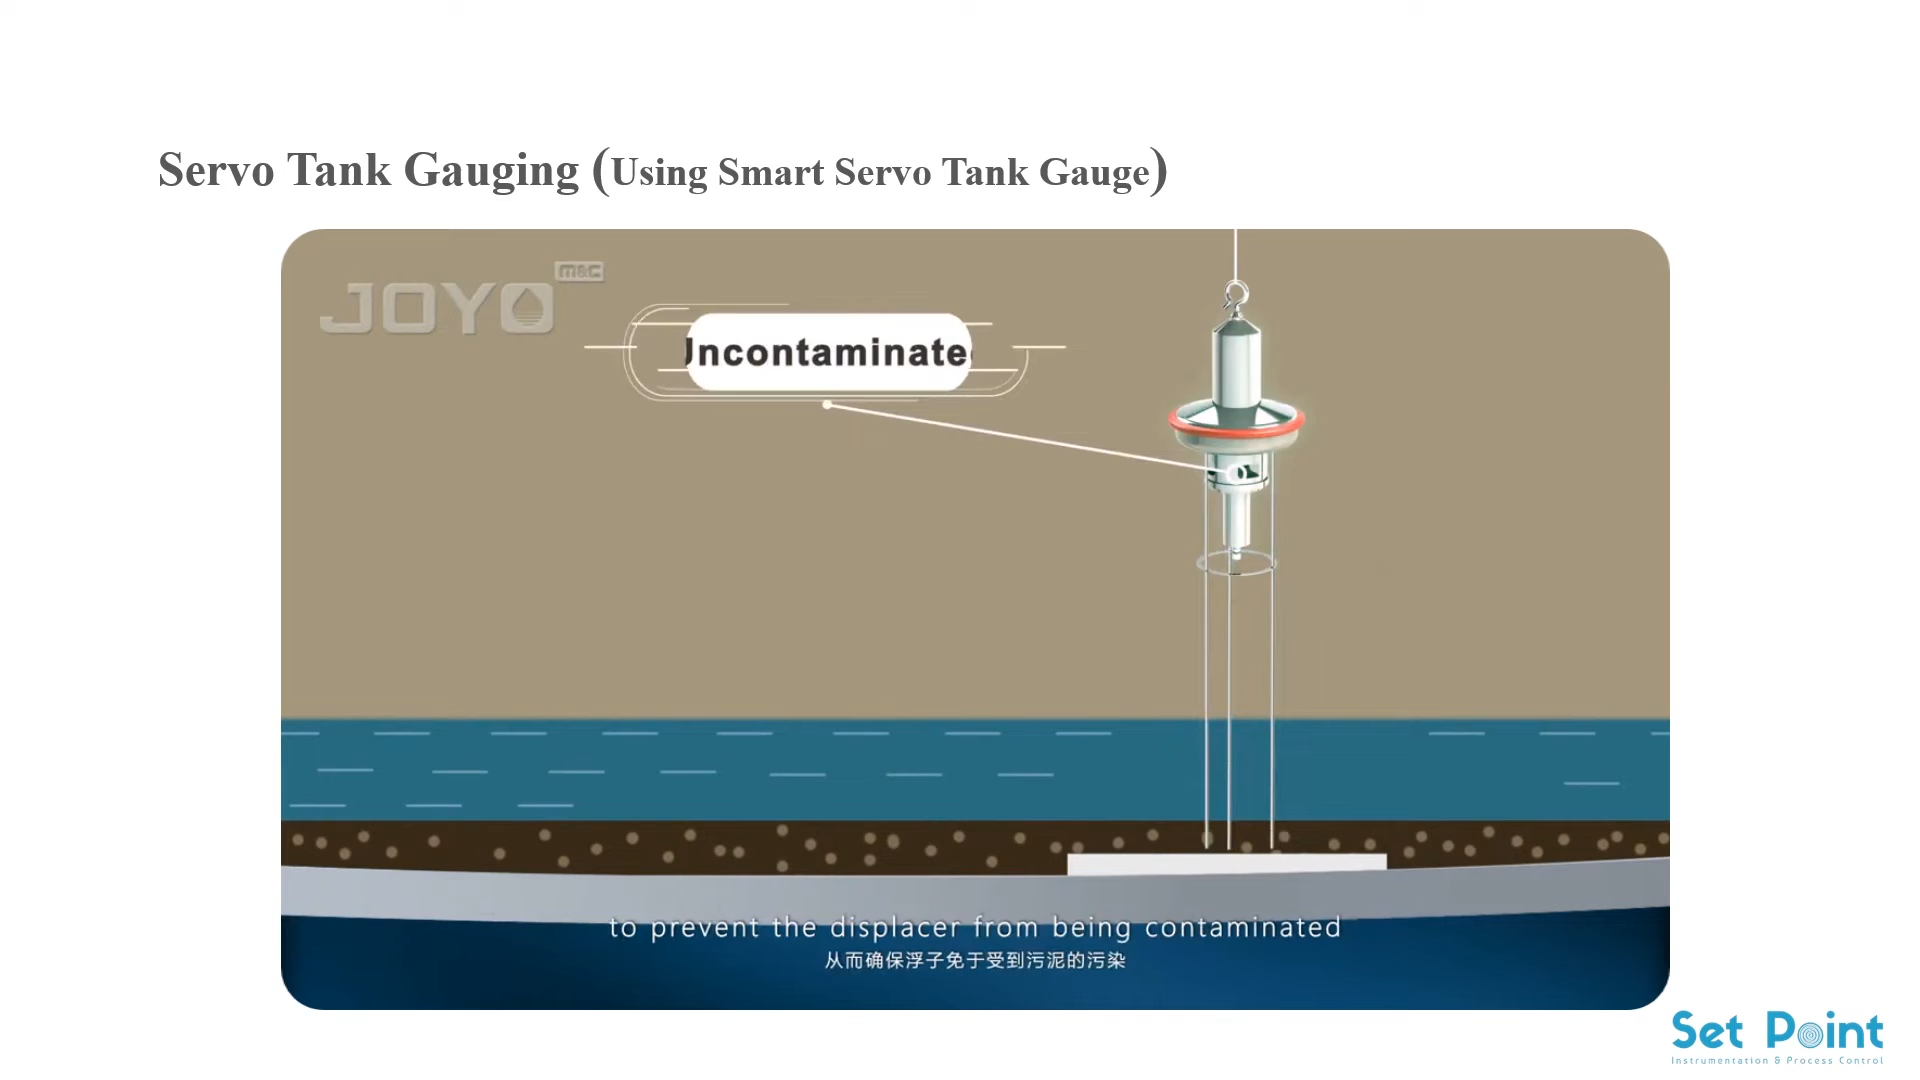 Servo Tank Gauging (Using Smart Servo Tank Gauge)
JOYO M&C
Uncontaminate
to prevent the displacer from being contaminated
从而确保浮子免于受到污泥的污染
Set Point
Instrumentation & Process Control